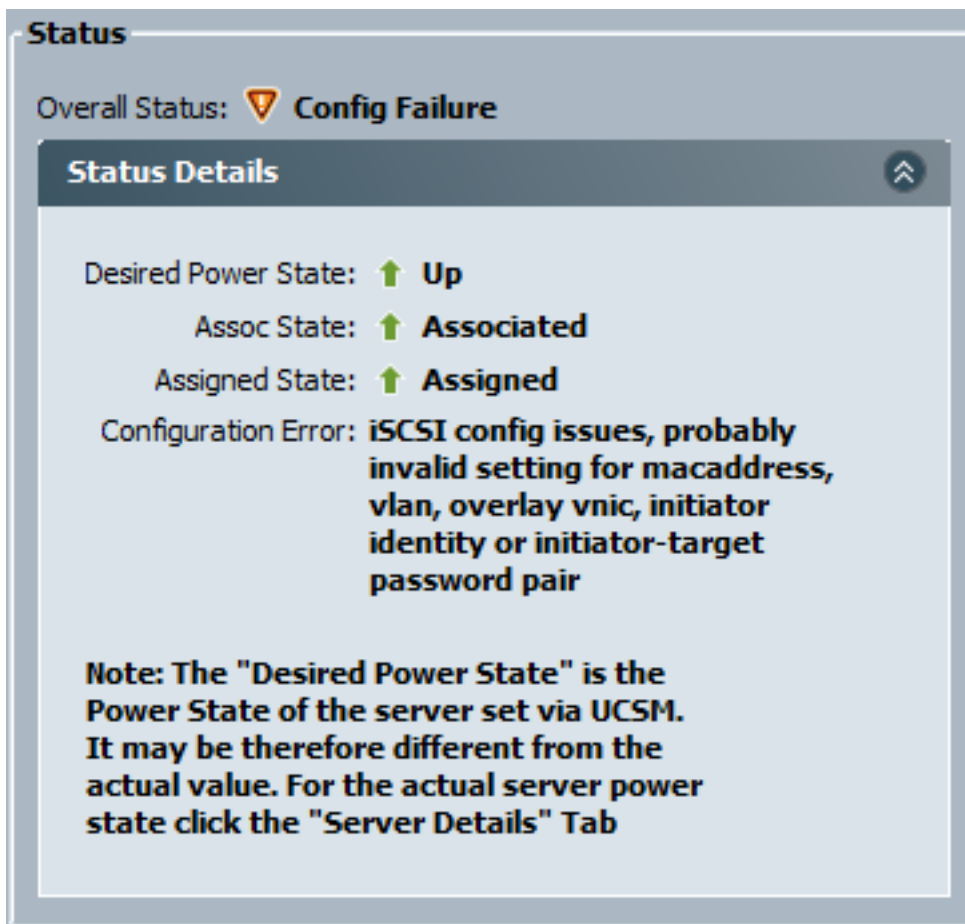 Status
Overall Status: Config Failure
Status Details
Desired Power State: Up
Assoc State: Associated
Assigned State: Assigned
Configuration Error: iSCSI config issues, probably
invalid setting for macaddress,
vlan, overlay vnic, initiator
identity or initiator-target
password pair
Note: The "Desired Power State" is the
Power State of the server set via UCSM.
It may be therefore different from the
actual value. For the actual server power
state click the "Server Details" Tab